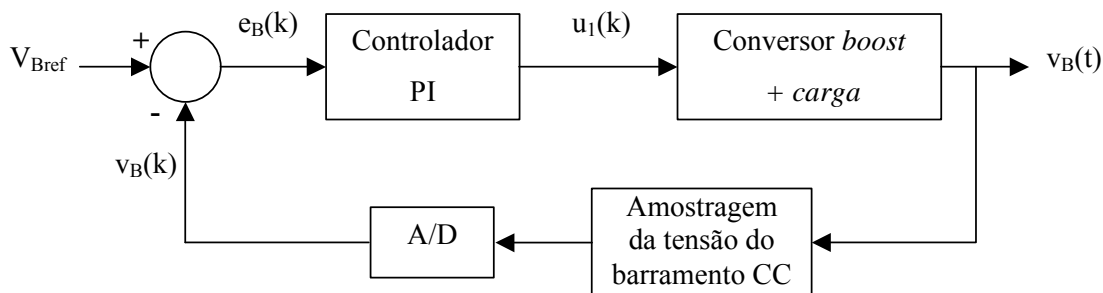 V_Bref
+
-
e_B(k)
Controlador
PI
u_1(k)
Conversor boost
+ carga
v_B(t)
v_B(k)
A/D
Amostragem
da tensão do
barramento CC